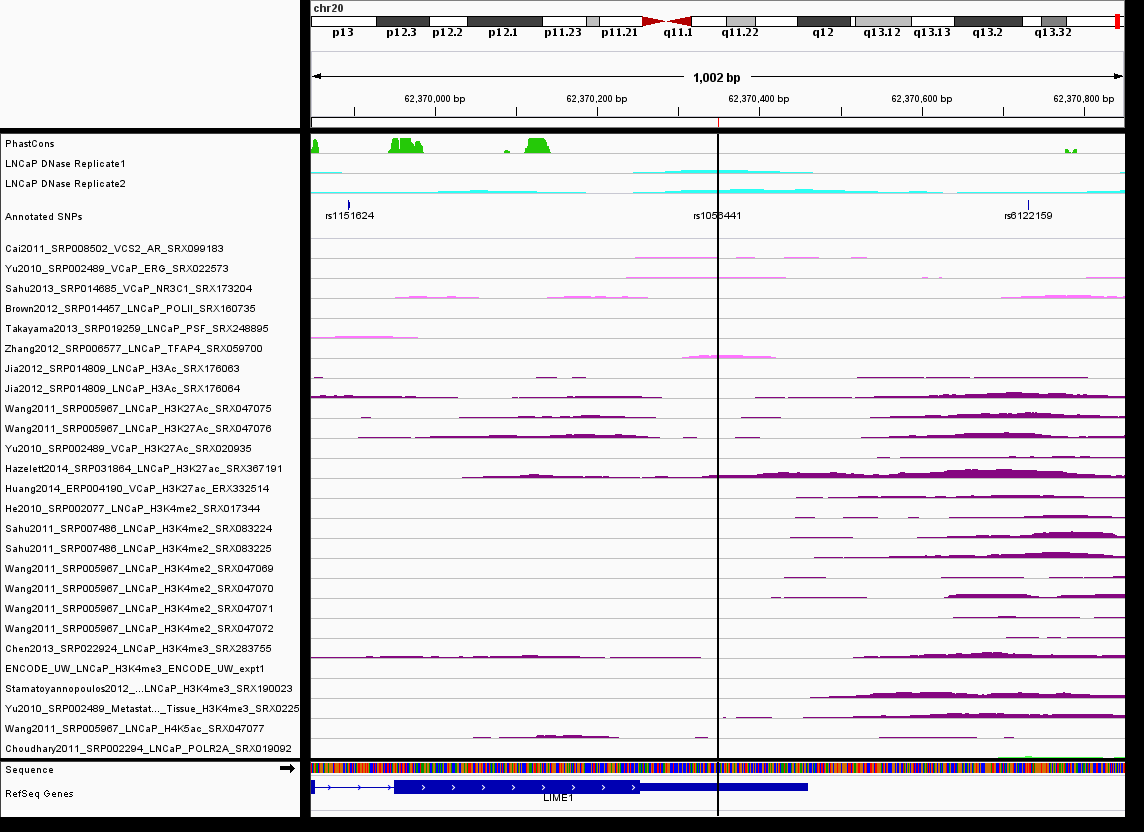 chr20
p13 p12.3 p12.2 p12.1 p11.23 p11.21 q11.1 q11.22 q12 q13.12 q13.13 q13.2 q13.32
1,002 bp
62,370,000 bp 62,370,200 bp 62,370,400 bp 62,370,600 bp 62,370,800 bp
PhastCons
LNCaP DNase Replicate1
LNCaP DNase Replicate2
Annotated SNPs
rs1151624 rs1056441 rs6122159
Cai2011_SRP008502_VCS2_AR_SRX099183
Yu2010_SRP002489_VCaP_ERG_SRX022573
Sahu2013_SRP014685_VCaP_NR3C1_SRX173204
Brown2012_SRP014457_LNCaP_POLII_SRX160735
Takayama2013_SRP019259_LNCaP_PSF_SRX248895
Zhang2012_SRP006577_LNCaP_TFAP4_SRX059700
Jia2012_SRP014809_LNCaP_H3Ac_SRX176063
Jia2012_SRP014809_LNCaP_H3Ac_SRX176064
Wang2011_SRP005967_LNCaP_H3K27Ac_SRX047075
Wang2011_SRP005967_LNCaP_H3K27Ac_SRX047076
Yu2010_SRP002489_VCaP_H3K27Ac_SRX020935
Hazelett2014_SRP031864_LNCaP_H3K27ac_SRX367191
Huang2014_ERP004190_VCaP_H3K27ac_ERX332514
He2010_SRP002077_LNCaP_H3K4me2_SRX017344
Sahu2011_SRP007486_LNCaP_H3K4me2_SRX083224
Sahu2011_SRP007486_LNCaP_H3K4me2_SRX083225
Wang2011_SRP005967_LNCaP_H3K4me2_SRX047069
Wang2011_SRP005967_LNCaP_H3K4me2_SRX047070
Wang2011_SRP005967_LNCaP_H3K4me2_SRX047071
Wang2011_SRP005967_LNCaP_H3K4me2_SRX047072
Chen2013_SRP022924_LNCaP_H3K4me3_SRX283755
ENCODE_UW_LNCaP_H3K4me3_ENCODE_UW_expt1
Stamatoyannopoulos2012_...LNCaP_H3K4me3_SRX190023
Yu2010_SRP002489_Metastat..._Tissue_H3K4me3_SRX0225
Wang2011_SRP005967_LNCaP_H4K5ac_SRX047077
Choudhary2011_SRP002294_LNCaP_POLR2A_SRX019092
Sequence
RefSeq Genes
LIME1